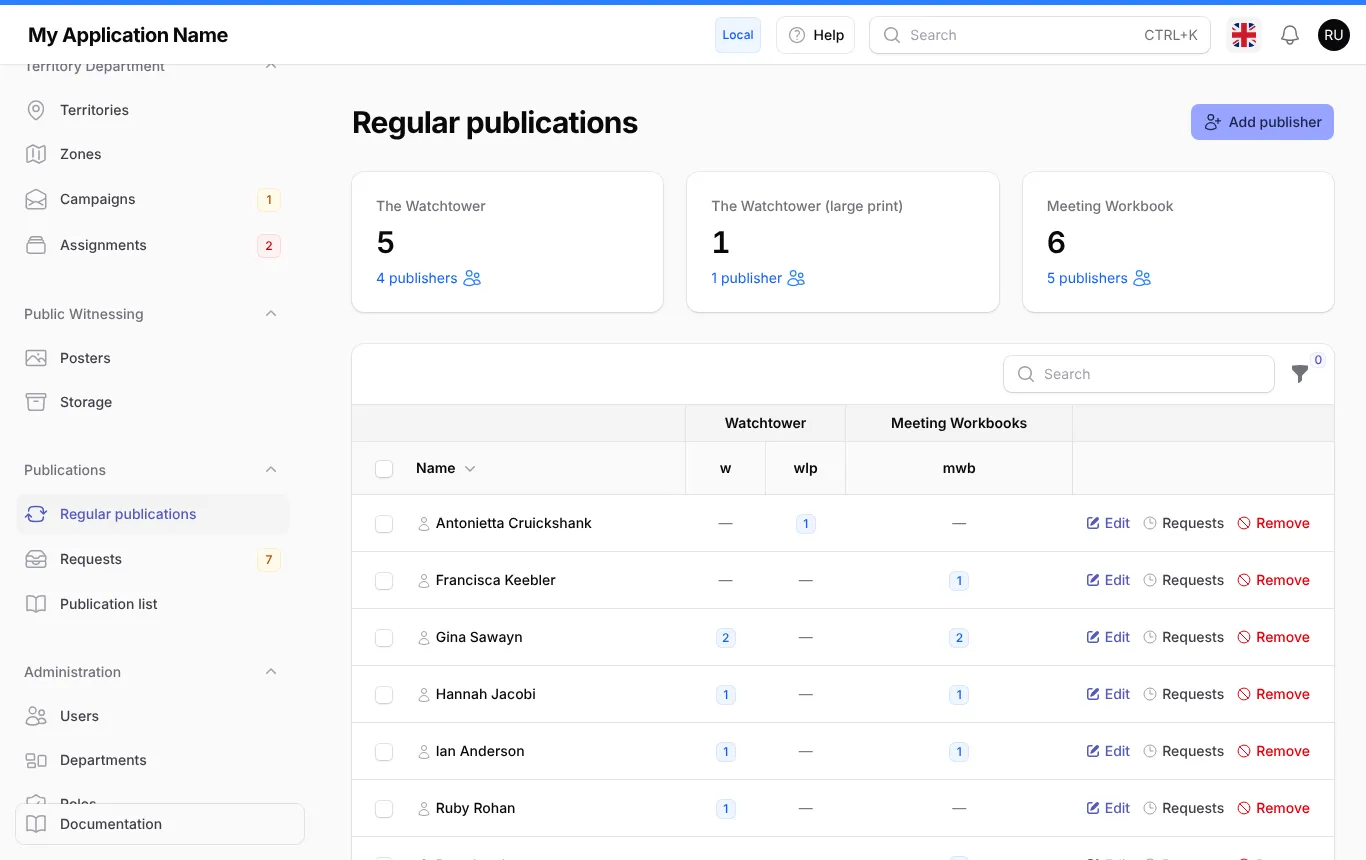 My Application Name
Local
Help
Search
CTRL+K
RU
Territory Department
Territories
Zones
Campaigns 1
Assignments 2
Public Witnessing
Posters
Storage
Publications
Regular publications
Requests 7
Publication list
Administration
Users
Departments
Roles
Documentation
Regular publications
Add publisher
The Watchtower
5
4 publishers
The Watchtower (large print)
1
1 publisher
Meeting Workbook
6
5 publishers
Search
0
Watchtower Meeting Workbooks
Name w wlp mwb
Antonietta Cruickshank — 1 — Edit Requests Remove
Francisca Keebler — — 1 Edit Requests Remove
Gina Sawayn 2 — 2 Edit Requests Remove
Hannah Jacobi 1 — 1 Edit Requests Remove
Ian Anderson 1 — 1 Edit Requests Remove
Ruby Rohan 1 — — Edit Requests Remove